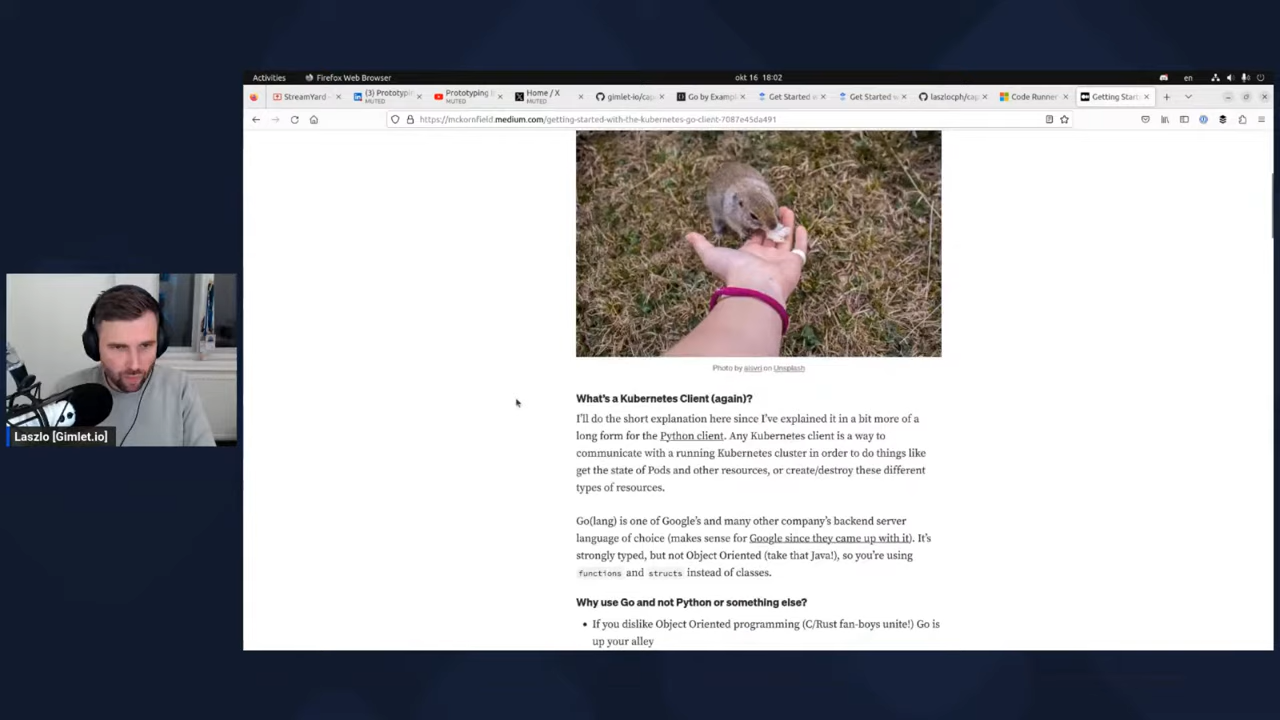 Activities
Firefox Web Browser
okt 16 18:02
en
StreamYard
(3) Prototypi
MUTED
Prototyping
MUTED
Home / X
MUTED
gimlet-io/cap
Go by Exampl
Get Started w
Get Started w
laszlocph/cap
Code Runner
Getting Start
https://mckornfield.medium.com/getting-started-with-the-kubernetes-go-client-7087e45da491
Photo by on Unsplash
What's a Kubernetes Client (again)?
I'll do the short explanation here since I've explained it in a bit more of a
long form for the Python client. Any Kubernetes client is a way to
communicate with a running Kubernetes cluster in order to do things like
get the state of Pods and other resources, or create/destroy these different
types of resources.
Go(lang) is one of Google's and many other company's backend server
language of choice (makes sense for Google since they came up with it). It's
strongly typed, but not Object Oriented (take that Java!), so you're using
functions and structs instead of classes.
Why use Go and not Python or something else?
• If you dislike Object Oriented programming (C/Rust fan-boys unite!) Go is
up your alley
Laszlo [Gimlet.io]